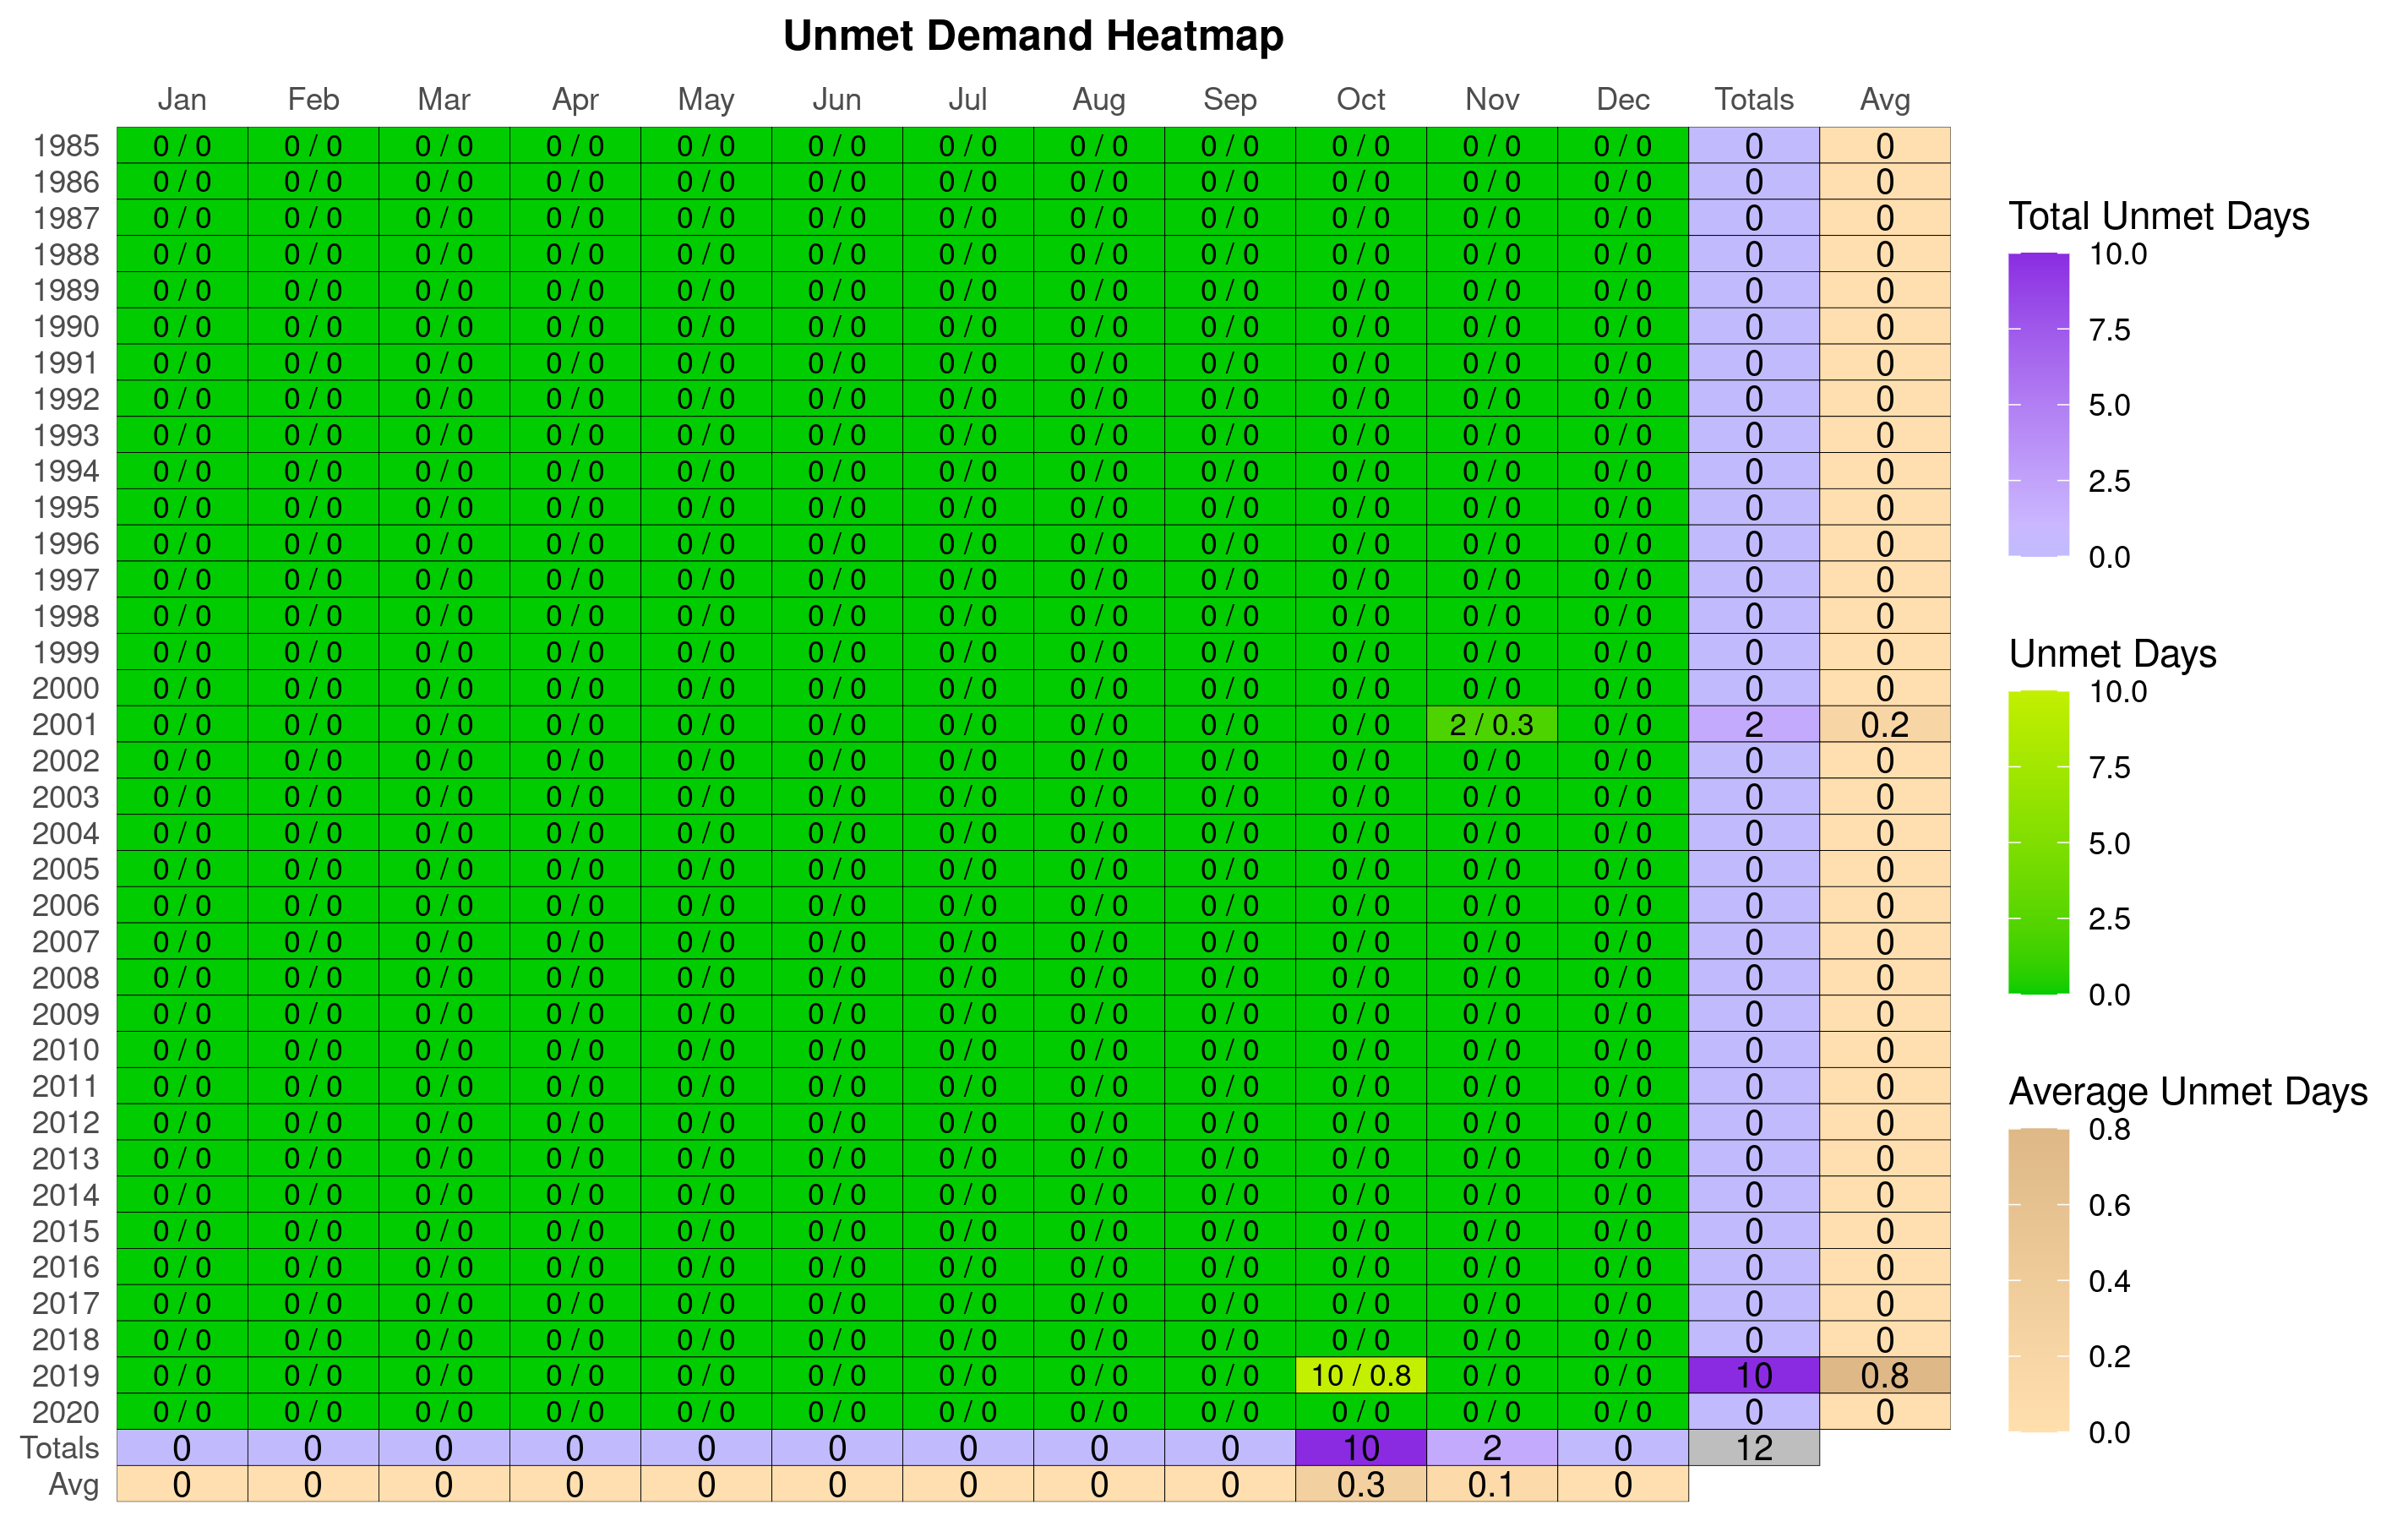 Unmet Demand Heatmap
Jan Feb Mar Apr May Jun Jul Aug Sep Oct Nov Dec Totals Avg
1985 0 / 0 0 / 0 0 / 0 0 / 0 0 / 0 0 / 0 0 / 0 0 / 0 0 / 0 0 / 0 0 / 0 0 / 0 0 0
1986 0 / 0 0 / 0 0 / 0 0 / 0 0 / 0 0 / 0 0 / 0 0 / 0 0 / 0 0 / 0 0 / 0 0 / 0 0 0
1987 0 / 0 0 / 0 0 / 0 0 / 0 0 / 0 0 / 0 0 / 0 0 / 0 0 / 0 0 / 0 0 / 0 0 / 0 0 0
1988 0 / 0 0 / 0 0 / 0 0 / 0 0 / 0 0 / 0 0 / 0 0 / 0 0 / 0 0 / 0 0 / 0 0 / 0 0 0
1989 0 / 0 0 / 0 0 / 0 0 / 0 0 / 0 0 / 0 0 / 0 0 / 0 0 / 0 0 / 0 0 / 0 0 / 0 0 0
1990 0 / 0 0 / 0 0 / 0 0 / 0 0 / 0 0 / 0 0 / 0 0 / 0 0 / 0 0 / 0 0 / 0 0 / 0 0 0
1991 0 / 0 0 / 0 0 / 0 0 / 0 0 / 0 0 / 0 0 / 0 0 / 0 0 / 0 0 / 0 0 / 0 0 / 0 0 0
1992 0 / 0 0 / 0 0 / 0 0 / 0 0 / 0 0 / 0 0 / 0 0 / 0 0 / 0 0 / 0 0 / 0 0 / 0 0 0
1993 0 / 0 0 / 0 0 / 0 0 / 0 0 / 0 0 / 0 0 / 0 0 / 0 0 / 0 0 / 0 0 / 0 0 / 0 0 0
1994 0 / 0 0 / 0 0 / 0 0 / 0 0 / 0 0 / 0 0 / 0 0 / 0 0 / 0 0 / 0 0 / 0 0 / 0 0 0
1995 0 / 0 0 / 0 0 / 0 0 / 0 0 / 0 0 / 0 0 / 0 0 / 0 0 / 0 0 / 0 0 / 0 0 / 0 0 0
1996 0 / 0 0 / 0 0 / 0 0 / 0 0 / 0 0 / 0 0 / 0 0 / 0 0 / 0 0 / 0 0 / 0 0 / 0 0 0
1997 0 / 0 0 / 0 0 / 0 0 / 0 0 / 0 0 / 0 0 / 0 0 / 0 0 / 0 0 / 0 0 / 0 0 / 0 0 0
1998 0 / 0 0 / 0 0 / 0 0 / 0 0 / 0 0 / 0 0 / 0 0 / 0 0 / 0 0 / 0 0 / 0 0 / 0 0 0
1999 0 / 0 0 / 0 0 / 0 0 / 0 0 / 0 0 / 0 0 / 0 0 / 0 0 / 0 0 / 0 0 / 0 0 / 0 0 0
2000 0 / 0 0 / 0 0 / 0 0 / 0 0 / 0 0 / 0 0 / 0 0 / 0 0 / 0 0 / 0 0 / 0 0 / 0 0 0
2001 0 / 0 0 / 0 0 / 0 0 / 0 0 / 0 0 / 0 0 / 0 0 / 0 0 / 0 0 / 0 2 / 0.3 0 / 0 2 0.2
2002 0 / 0 0 / 0 0 / 0 0 / 0 0 / 0 0 / 0 0 / 0 0 / 0 0 / 0 0 / 0 0 / 0 0 / 0 0 0
2003 0 / 0 0 / 0 0 / 0 0 / 0 0 / 0 0 / 0 0 / 0 0 / 0 0 / 0 0 / 0 0 / 0 0 / 0 0 0
2004 0 / 0 0 / 0 0 / 0 0 / 0 0 / 0 0 / 0 0 / 0 0 / 0 0 / 0 0 / 0 0 / 0 0 / 0 0 0
2005 0 / 0 0 / 0 0 / 0 0 / 0 0 / 0 0 / 0 0 / 0 0 / 0 0 / 0 0 / 0 0 / 0 0 / 0 0 0
2006 0 / 0 0 / 0 0 / 0 0 / 0 0 / 0 0 / 0 0 / 0 0 / 0 0 / 0 0 / 0 0 / 0 0 / 0 0 0
2007 0 / 0 0 / 0 0 / 0 0 / 0 0 / 0 0 / 0 0 / 0 0 / 0 0 / 0 0 / 0 0 / 0 0 / 0 0 0
2008 0 / 0 0 / 0 0 / 0 0 / 0 0 / 0 0 / 0 0 / 0 0 / 0 0 / 0 0 / 0 0 / 0 0 / 0 0 0
2009 0 / 0 0 / 0 0 / 0 0 / 0 0 / 0 0 / 0 0 / 0 0 / 0 0 / 0 0 / 0 0 / 0 0 / 0 0 0
2010 0 / 0 0 / 0 0 / 0 0 / 0 0 / 0 0 / 0 0 / 0 0 / 0 0 / 0 0 / 0 0 / 0 0 / 0 0 0
2011 0 / 0 0 / 0 0 / 0 0 / 0 0 / 0 0 / 0 0 / 0 0 / 0 0 / 0 0 / 0 0 / 0 0 / 0 0 0
2012 0 / 0 0 / 0 0 / 0 0 / 0 0 / 0 0 / 0 0 / 0 0 / 0 0 / 0 0 / 0 0 / 0 0 / 0 0 0
2013 0 / 0 0 / 0 0 / 0 0 / 0 0 / 0 0 / 0 0 / 0 0 / 0 0 / 0 0 / 0 0 / 0 0 / 0 0 0
2014 0 / 0 0 / 0 0 / 0 0 / 0 0 / 0 0 / 0 0 / 0 0 / 0 0 / 0 0 / 0 0 / 0 0 / 0 0 0
2015 0 / 0 0 / 0 0 / 0 0 / 0 0 / 0 0 / 0 0 / 0 0 / 0 0 / 0 0 / 0 0 / 0 0 / 0 0 0
2016 0 / 0 0 / 0 0 / 0 0 / 0 0 / 0 0 / 0 0 / 0 0 / 0 0 / 0 0 / 0 0 / 0 0 / 0 0 0
2017 0 / 0 0 / 0 0 / 0 0 / 0 0 / 0 0 / 0 0 / 0 0 / 0 0 / 0 0 / 0 0 / 0 0 / 0 0 0
2018 0 / 0 0 / 0 0 / 0 0 / 0 0 / 0 0 / 0 0 / 0 0 / 0 0 / 0 0 / 0 0 / 0 0 / 0 0 0
2019 0 / 0 0 / 0 0 / 0 0 / 0 0 / 0 0 / 0 0 / 0 0 / 0 0 / 0 10 / 0.8 0 / 0 0 / 0 10 0.8
2020 0 / 0 0 / 0 0 / 0 0 / 0 0 / 0 0 / 0 0 / 0 0 / 0 0 / 0 0 / 0 0 / 0 0 / 0 0 0
Totals 0 0 0 0 0 0 0 0 0 10 2 0 12
Avg 0 0 0 0 0 0 0 0 0 0.3 0.1 0
Total Unmet Days
10.0
7.5
5.0
2.5
0.0
Unmet Days
10.0
7.5
5.0
2.5
0.0
Average Unmet Days
0.8
0.6
0.4
0.2
0.0